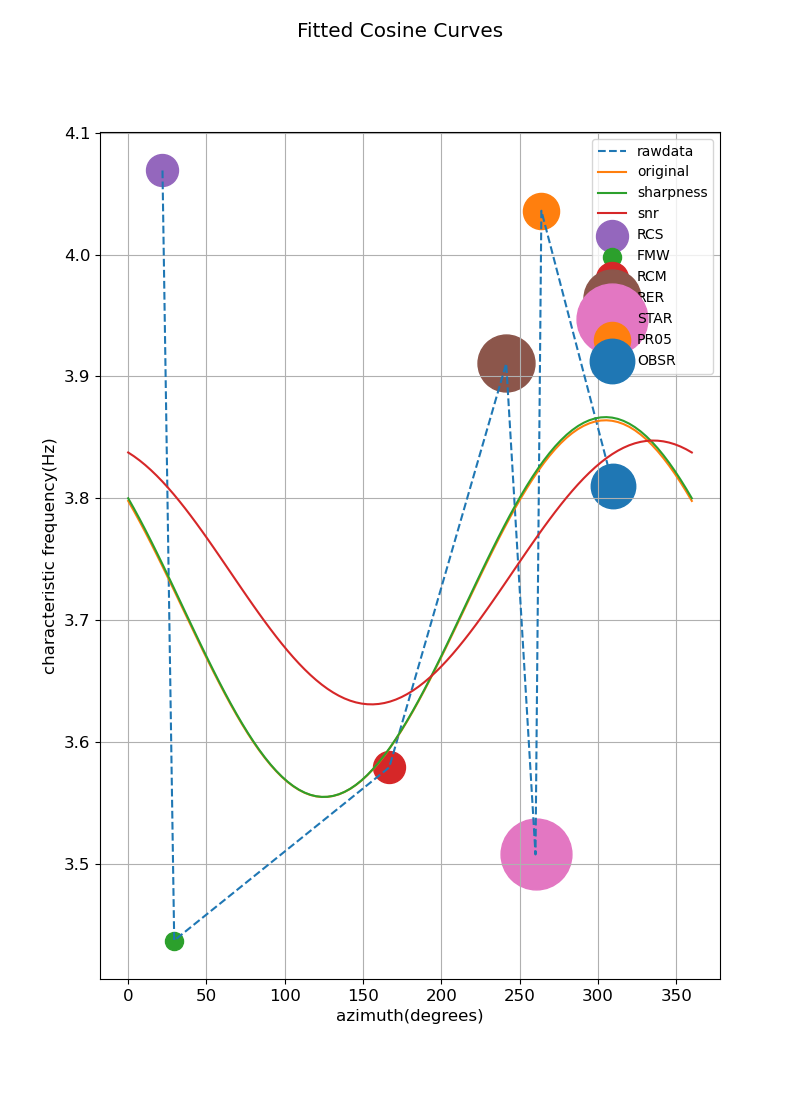 Fitted Cosine Curves
4.1
4.0
3.9
3.8
3.7
3.6
3.5
characteristic frequency(Hz)
rawdata
original
sharpness
snr
RCS
FMW
RCM
RER
STAR
PR05
OBSR
0 50 100 150 200 250 300 350
azimuth(degrees)